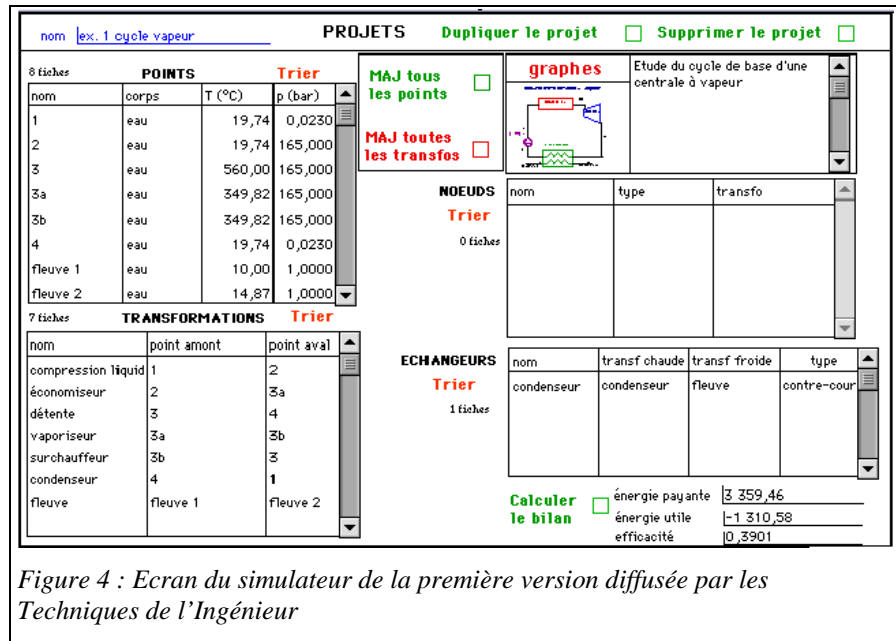 nom ex. 1 cycle vapeur PROJETS Dupliquer le projet Supprimer le projet
8 fiches POINTS Trier
nom corps T (°C) p (bar)
1 eau 19,74 0,0230
2 eau 19,74 165,000
3 eau 560,00 165,000
3a eau 349,82 165,000
3b eau 349,82 165,000
4 eau 19,74 0,0230
fleuve 1 eau 10,00 1,0000
fleuve 2 eau 14,87 1,0000
MAJ tous
les points
MAJ toutes
les transfos
graphes
Etude du cycle de base d'une
centrale à vapeur
NOEUDS
Trier
0 fiches
nom type transfo
7 fiches TRANSFORMATIONS Trier
nom point amont point aval
compression liquid 1 2
économiseur 2 3a
détente 3 4
vaporiseur 3a 3b
surchauffeur 3b 3
condenseur 4 1
fleuve fleuve 1 fleuve 2
ECHANGEURS
Trier
1 fiches
nom transf chaude transf froide type
condenseur condenseur fleuve contre-cour
Calculer
le bilan
énergie payante 3 359,46
énergie utile -1 310,58
efficacité 0,3901
Figure 4 : Ecran du simulateur de la première version diffusée par les
Techniques de l'Ingénieur